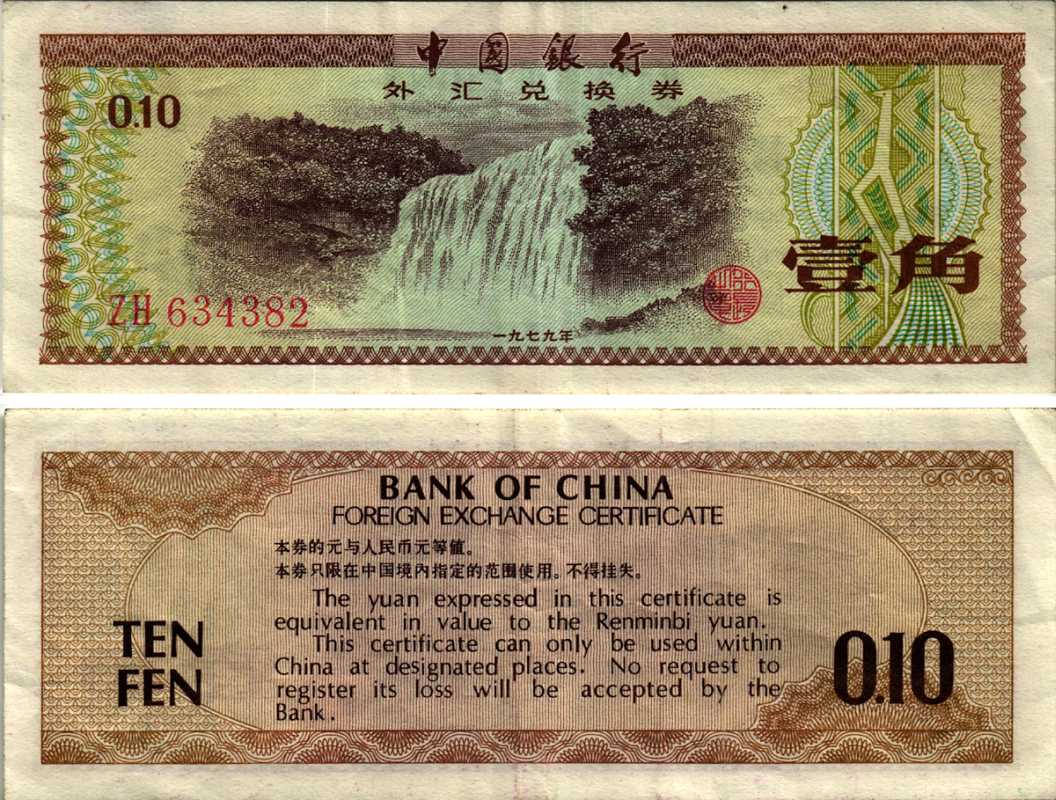 中國銀行
外汇兑换券
0.10
壹角
ZH 634382
一九七九年
BANK OF CHINA
FOREIGN EXCHANGE CERTIFICATE
本券的元与人民币元等值。
本券只限在中国境内指定的范围使用。不得挂失。
The yuan expressed in this certificate is
equivalent in value to the Renminbi yuan.
This certificate can only be used within
China at designated places. No request to
register its loss will be accepted by the
Bank.
TEN
FEN
0.10